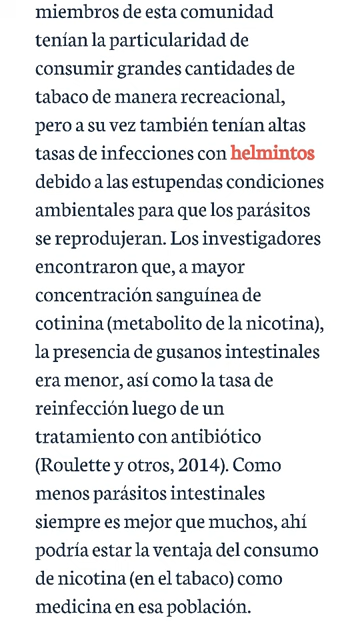 miembros de esta comunidad
tenían la particularidad de
consumir grandes cantidades de
tabaco de manera recreacional,
pero a su vez también tenían altas
tasas de infecciones con helmintos
debido a las estupendas condiciones
ambientales para que los parásitos
se reprodujeran. Los investigadores
encontraron que, a mayor
concentración sanguínea de
cotinina (metabolito de la nicotina),
la presencia de gusanos intestinales
era menor, así como la tasa de
reinfección luego de un
tratamiento con antibiótico
(Roulette y otros, 2014). Como
menos parásitos intestinales
siempre es mejor que muchos, ahí
podría estar la ventaja del consumo
de nicotina (en el tabaco) como
medicina en esa población.